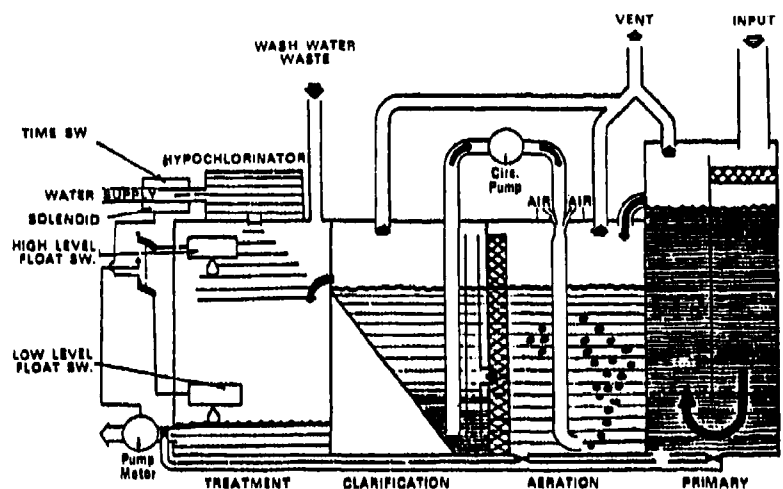 VENT
INPUT
WASH WATER
WASTE
TIME SW
HYPOCHLORINATOR
Circ.
Pump
WATER SUPPLY
SOLENOID
AIR
AIR
HIGH LEVEL
FLOAT SW.
LOW LEVEL
FLOAT SW.
Pump
Motor
TREATMENT
CLARIFICATION
AERATION
PRIMARY